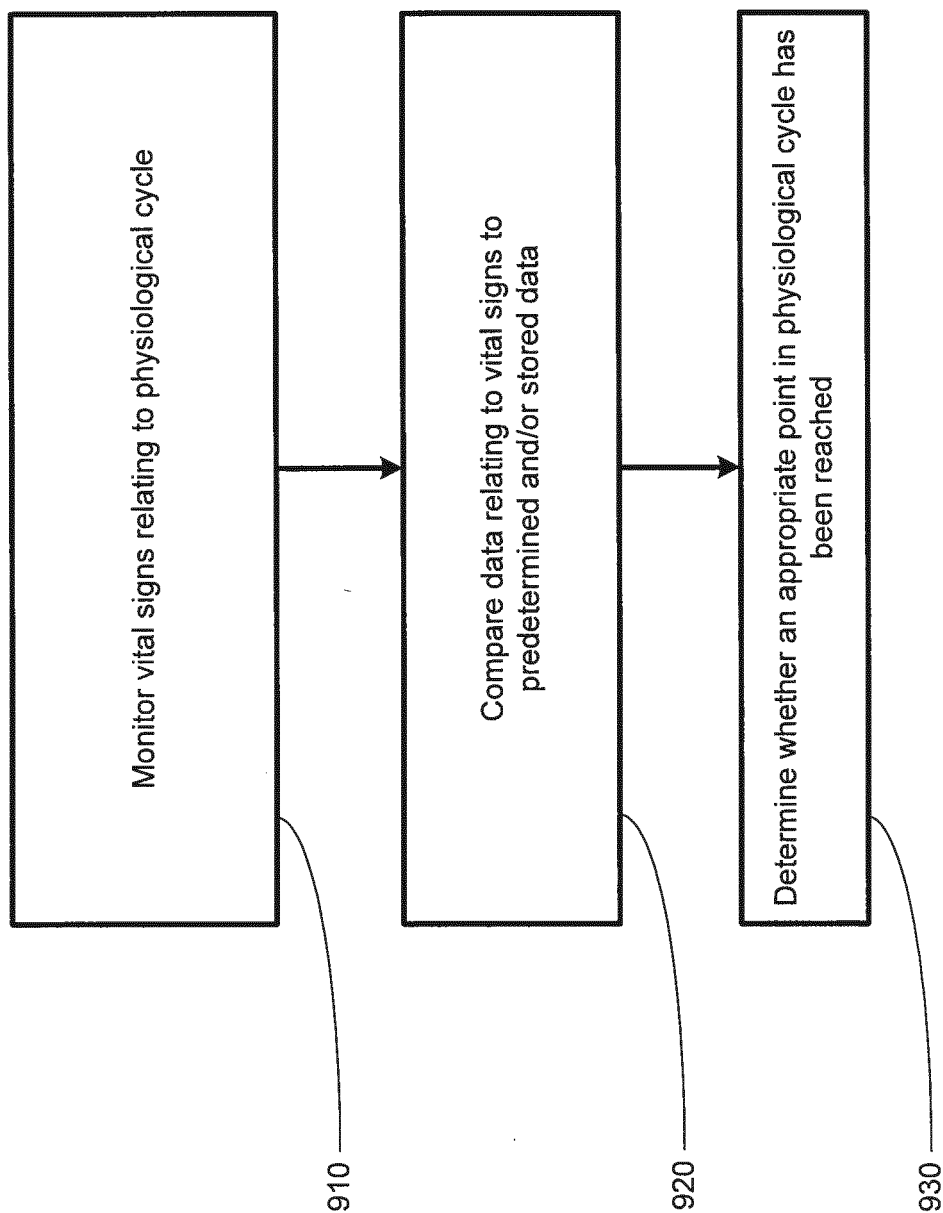 Monitor vital signs relating to physiological cycle
910
Compare data relating to vital signs to
predetermined and/or stored data
920
Determine whether an appropriate point in physiological cycle has
been reached
930